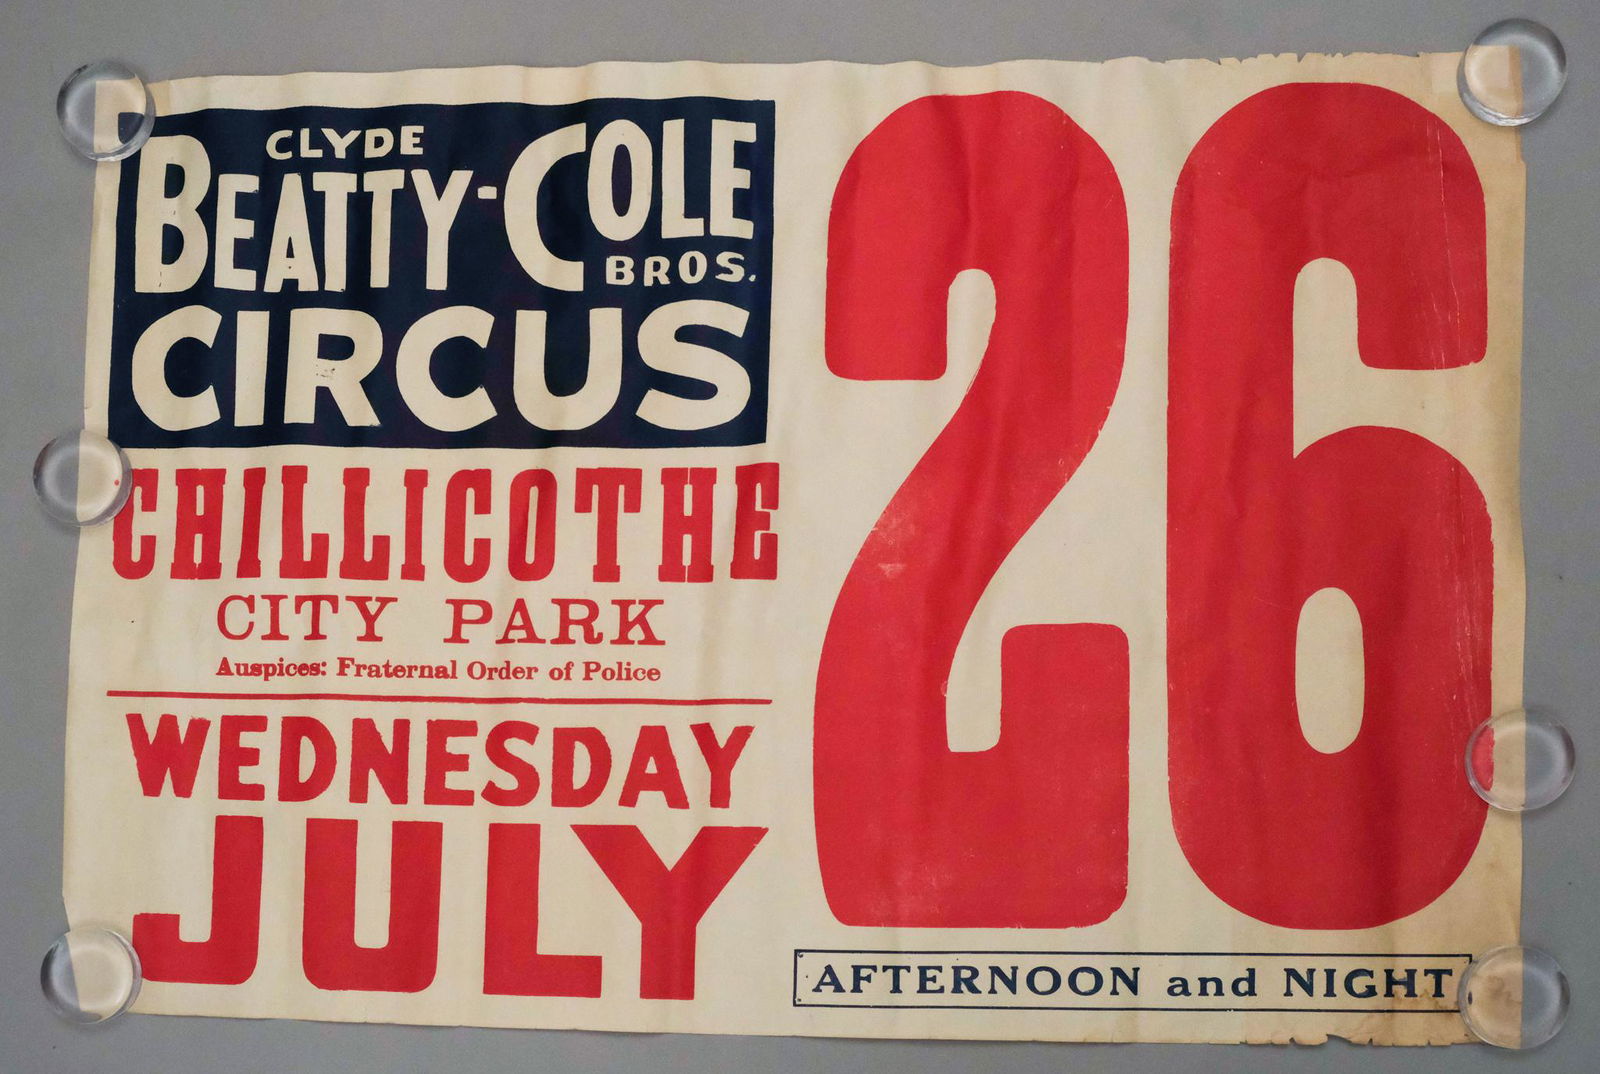 CLYDE
BEATTY-COLE
BROS.
CIRCUS
CHILLICOTHE
CITY PARK
Auspices: Fraternal Order of Police
WEDNESDAY
JULY
26
AFTERNOON and NIGHT